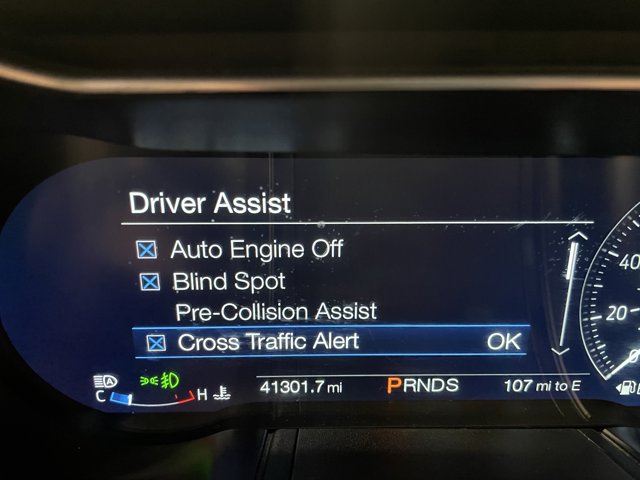 Driver Assist
Auto Engine Off
Blind Spot
Pre-Collision Assist
Cross Traffic Alert OK
40
20
0
C H 41301.7 mi PRNDS 107 mi to E